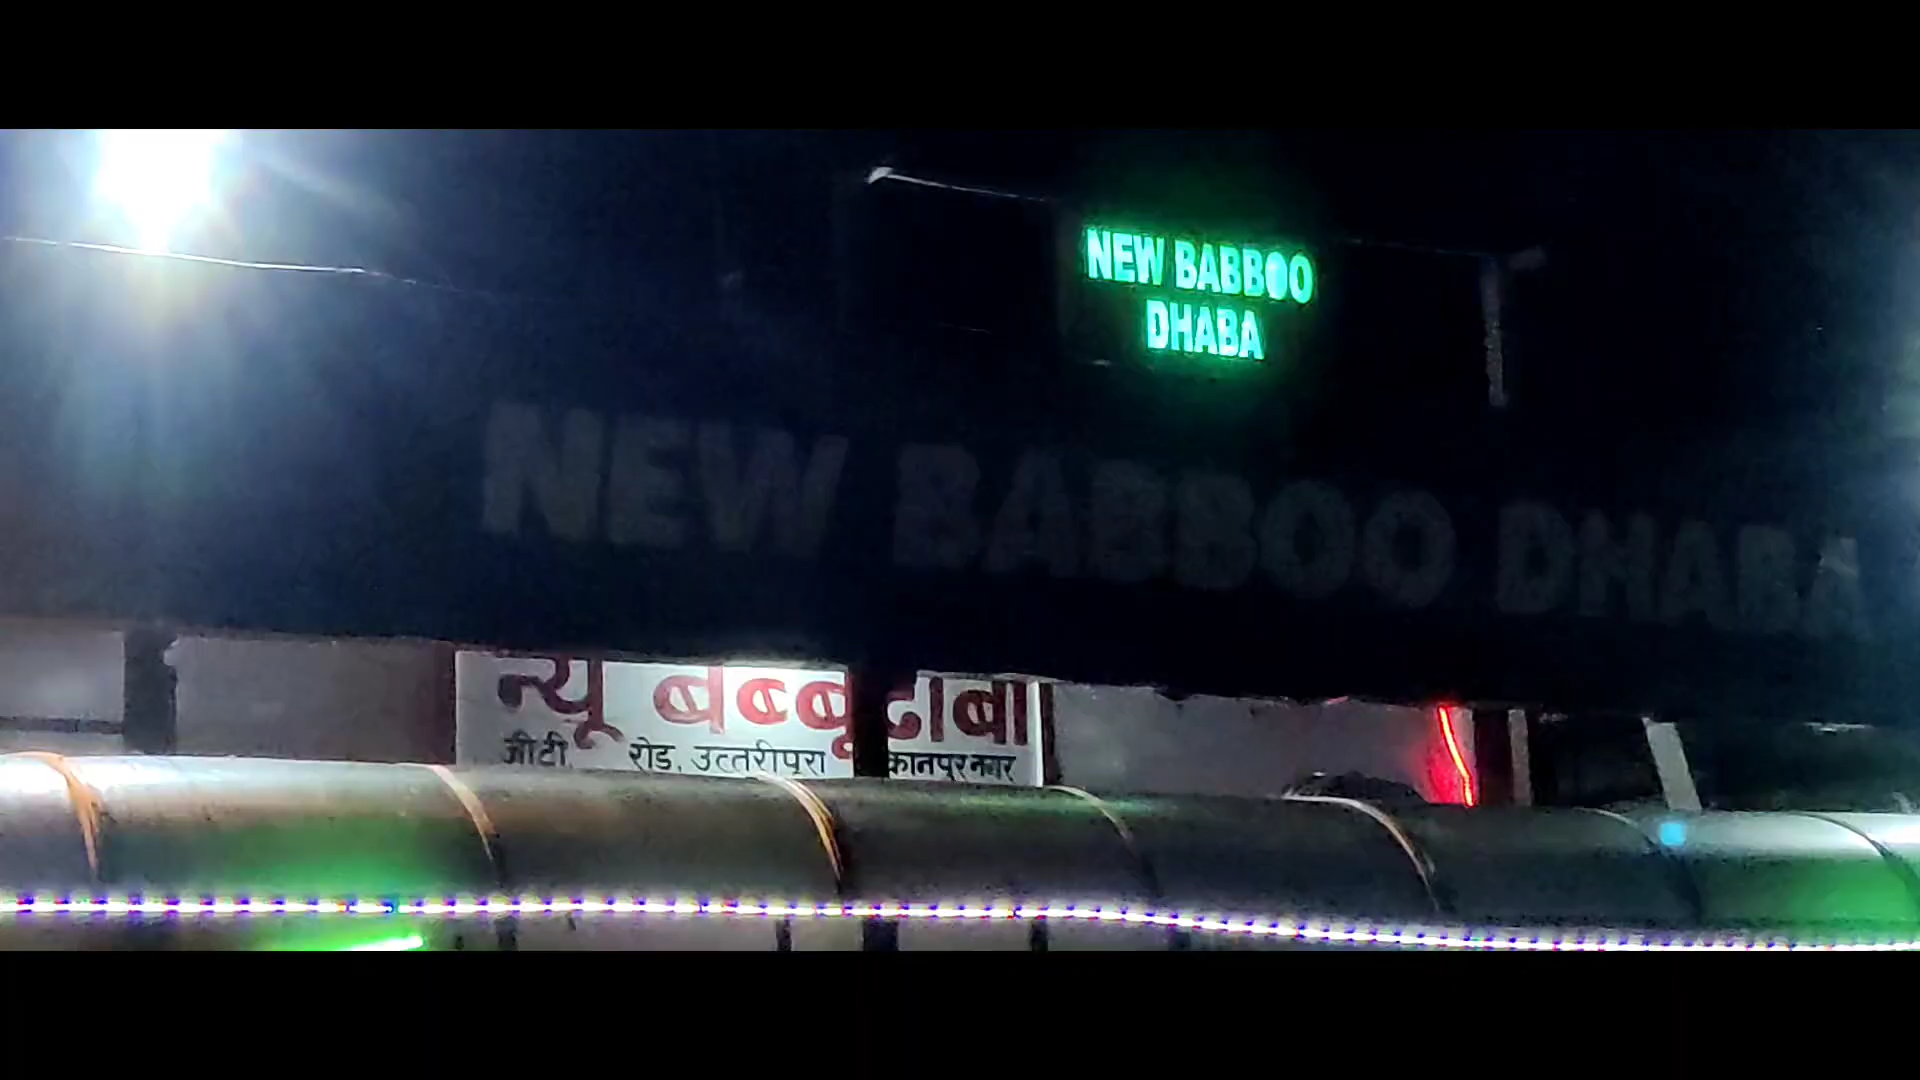 NEW BABBOO
DHABA
NEW BABBOO DHABA
न्यू बब्बू ढाबा
जी.टी. रोड, उत्तरीपुरा कानपुर नगर